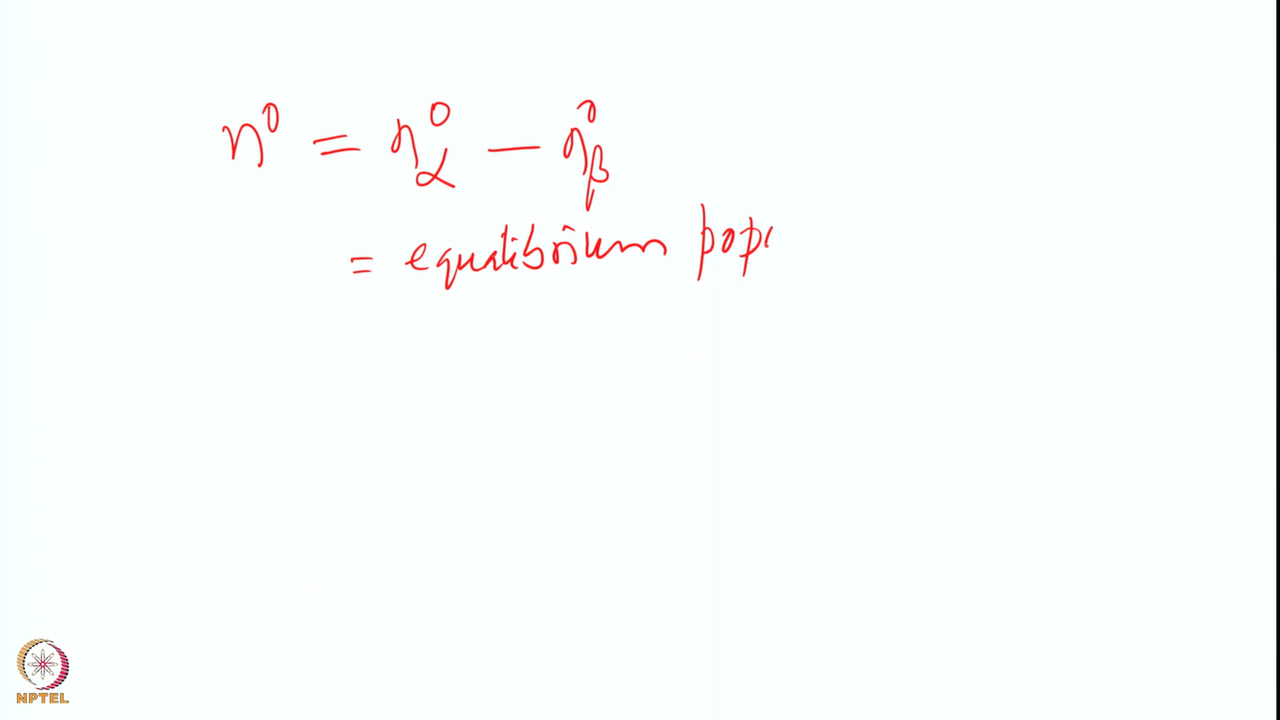 n⁰ = n⁰_α − n⁰_β
= equilibrium pop
NPTEL